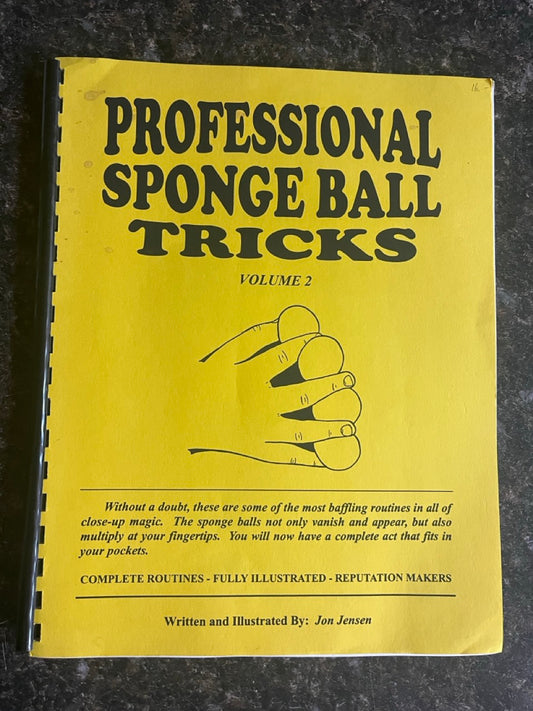 16.-
PROFESSIONAL
SPONGE BALL
TRICKS
VOLUME 2
Without a doubt, these are some of the most baffling routines in all of
close-up magic. The sponge balls not only vanish and appear, but also
multiply at your fingertips. You will now have a complete act that fits in
your pockets.
COMPLETE ROUTINES - FULLY ILLUSTRATED - REPUTATION MAKERS
Written and Illustrated By: Jon Jensen